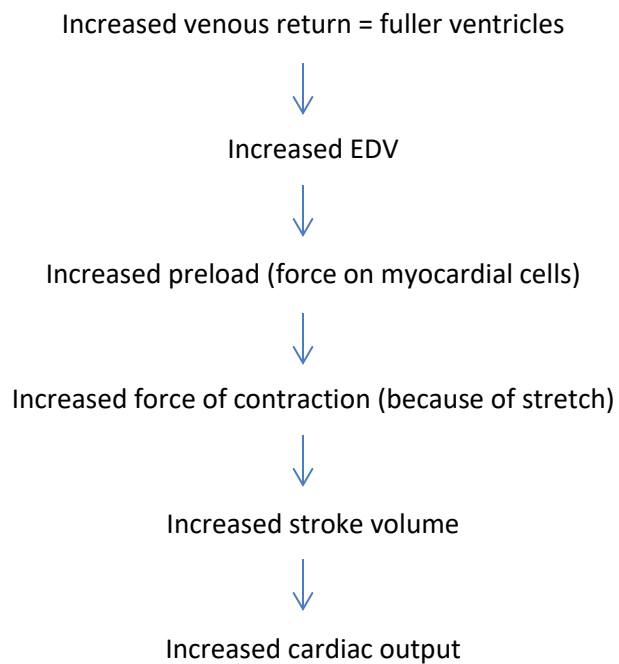 Increased venous return = fuller ventricles
Increased EDV
Increased preload (force on myocardial cells)
Increased force of contraction (because of stretch)
Increased stroke volume
Increased cardiac output